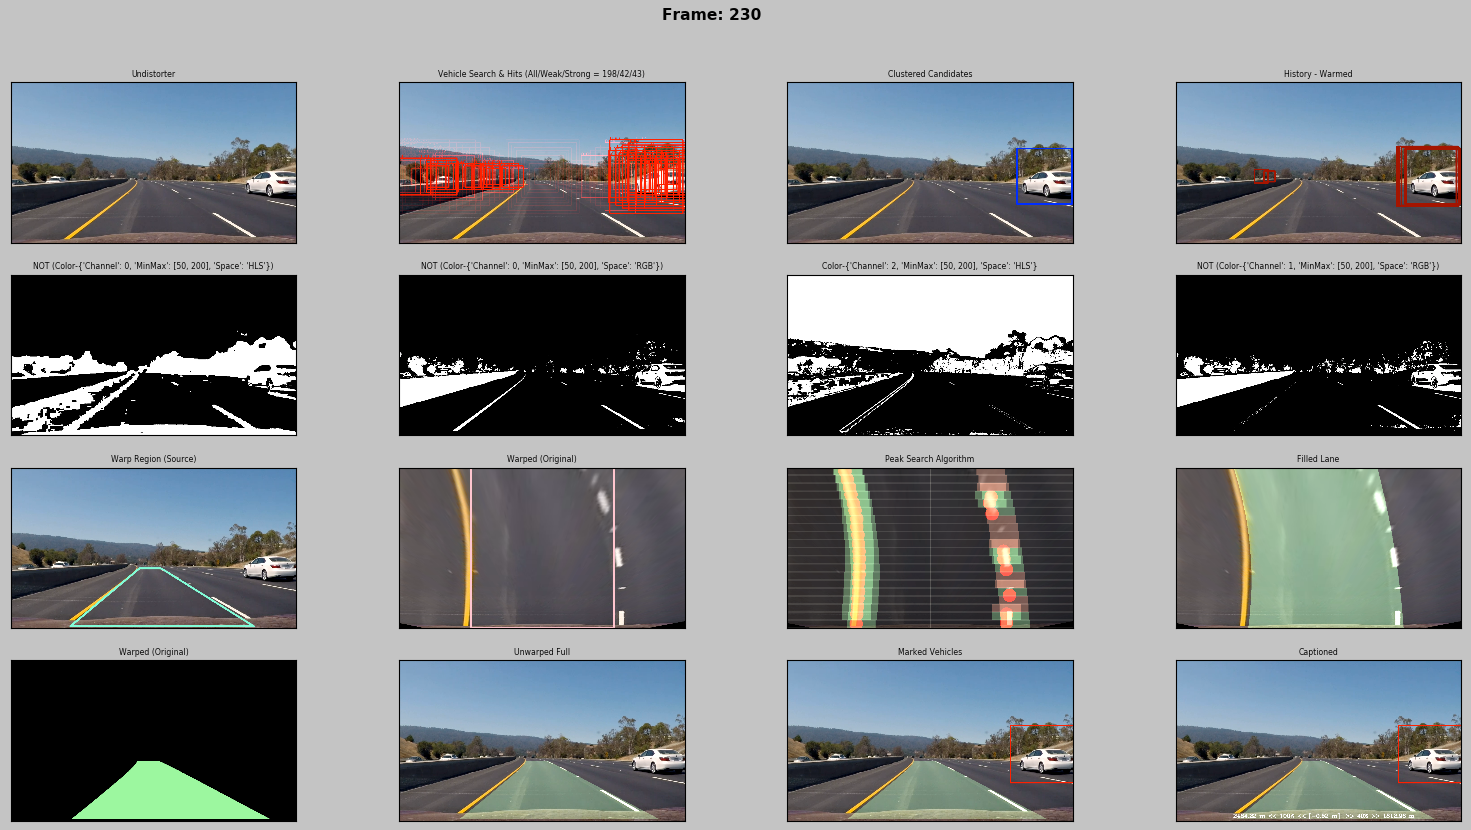 Frame: 230
Undistorter
Vehicle Search & Hits (All/Weak/Strong = 198/42/43)
Clustered Candidates
History - Warmed
NOT (Color-{'Channel': 0, 'MinMax': [50, 200], 'Space': 'HLS'})
NOT (Color-{'Channel': 0, 'MinMax': [50, 200], 'Space': 'RGB'})
Color-{'Channel': 2, 'MinMax': [50, 200], 'Space': 'HLS'}
NOT (Color-{'Channel': 1, 'MinMax': [50, 200], 'Space': 'RGB'})
Warp Region (Source)
Warped (Original)
Peak Search Algorithm
Filled Lane
Warped (Original)
Unwarped Full
Marked Vehicles
Captioned